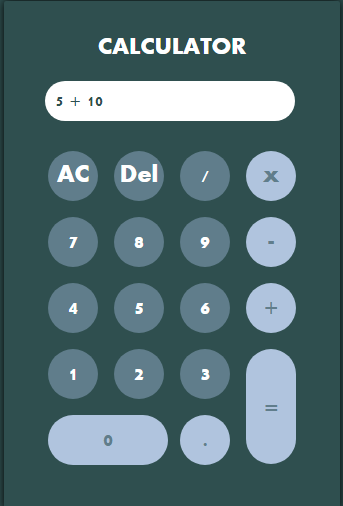 CALCULATOR
5 + 10
AC Del / x
7 8 9 -
4 5 6 +
1 2 3 =
0 .